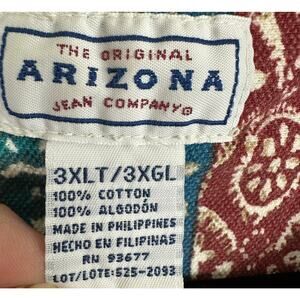 THE ORIGINAL
ARIZONA
JEAN COMPANY®
3XLT/3XGL
100% COTTON
100% ALGODÓN
MADE IN PHILIPPINES
HECHO EN FILIPINAS
RN 93677
LOT/LOTE: 525-2093